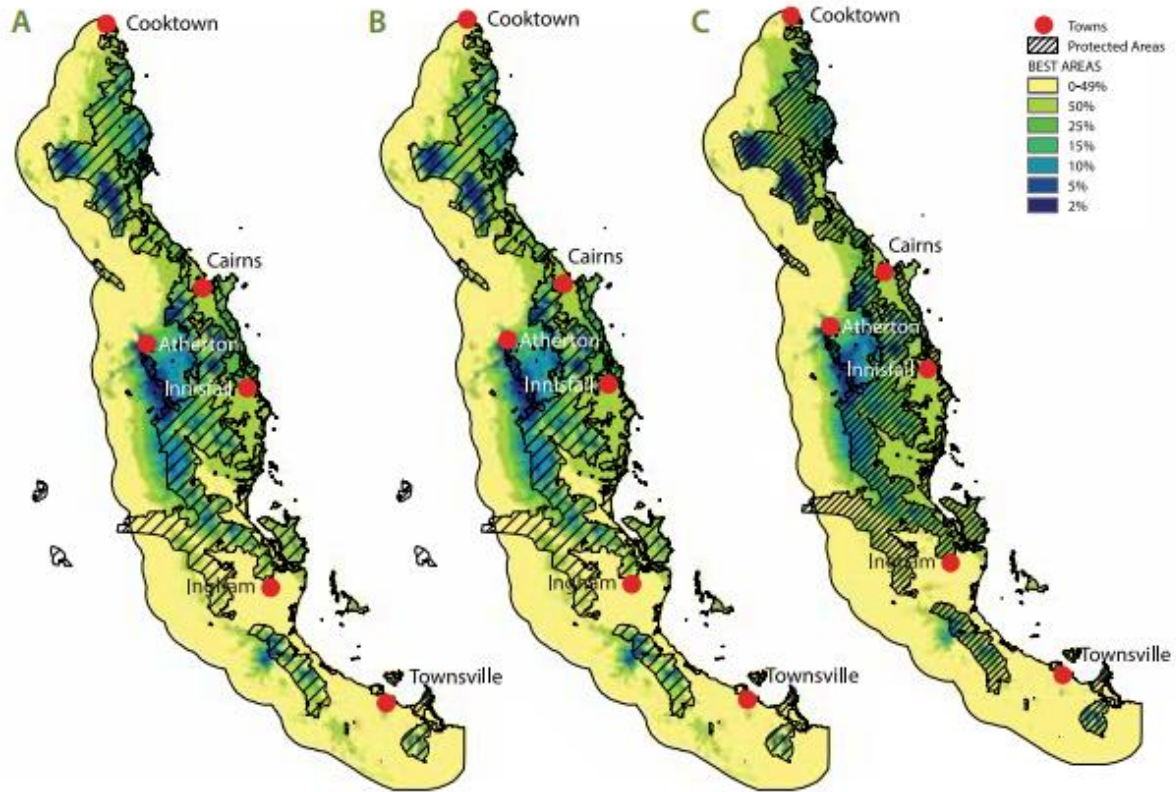 A
Cooktown
Cairns
Atherton
Innisfail
Ingham
Townsville
B
Cooktown
Cairns
Atherton
Innisfail
Ingham
Townsville
C
Cooktown
Cairns
Atherton
Innisfail
Ingham
Townsville
Towns
Protected Areas
BEST AREAS
0-49%
50%
25%
15%
10%
5%
2%